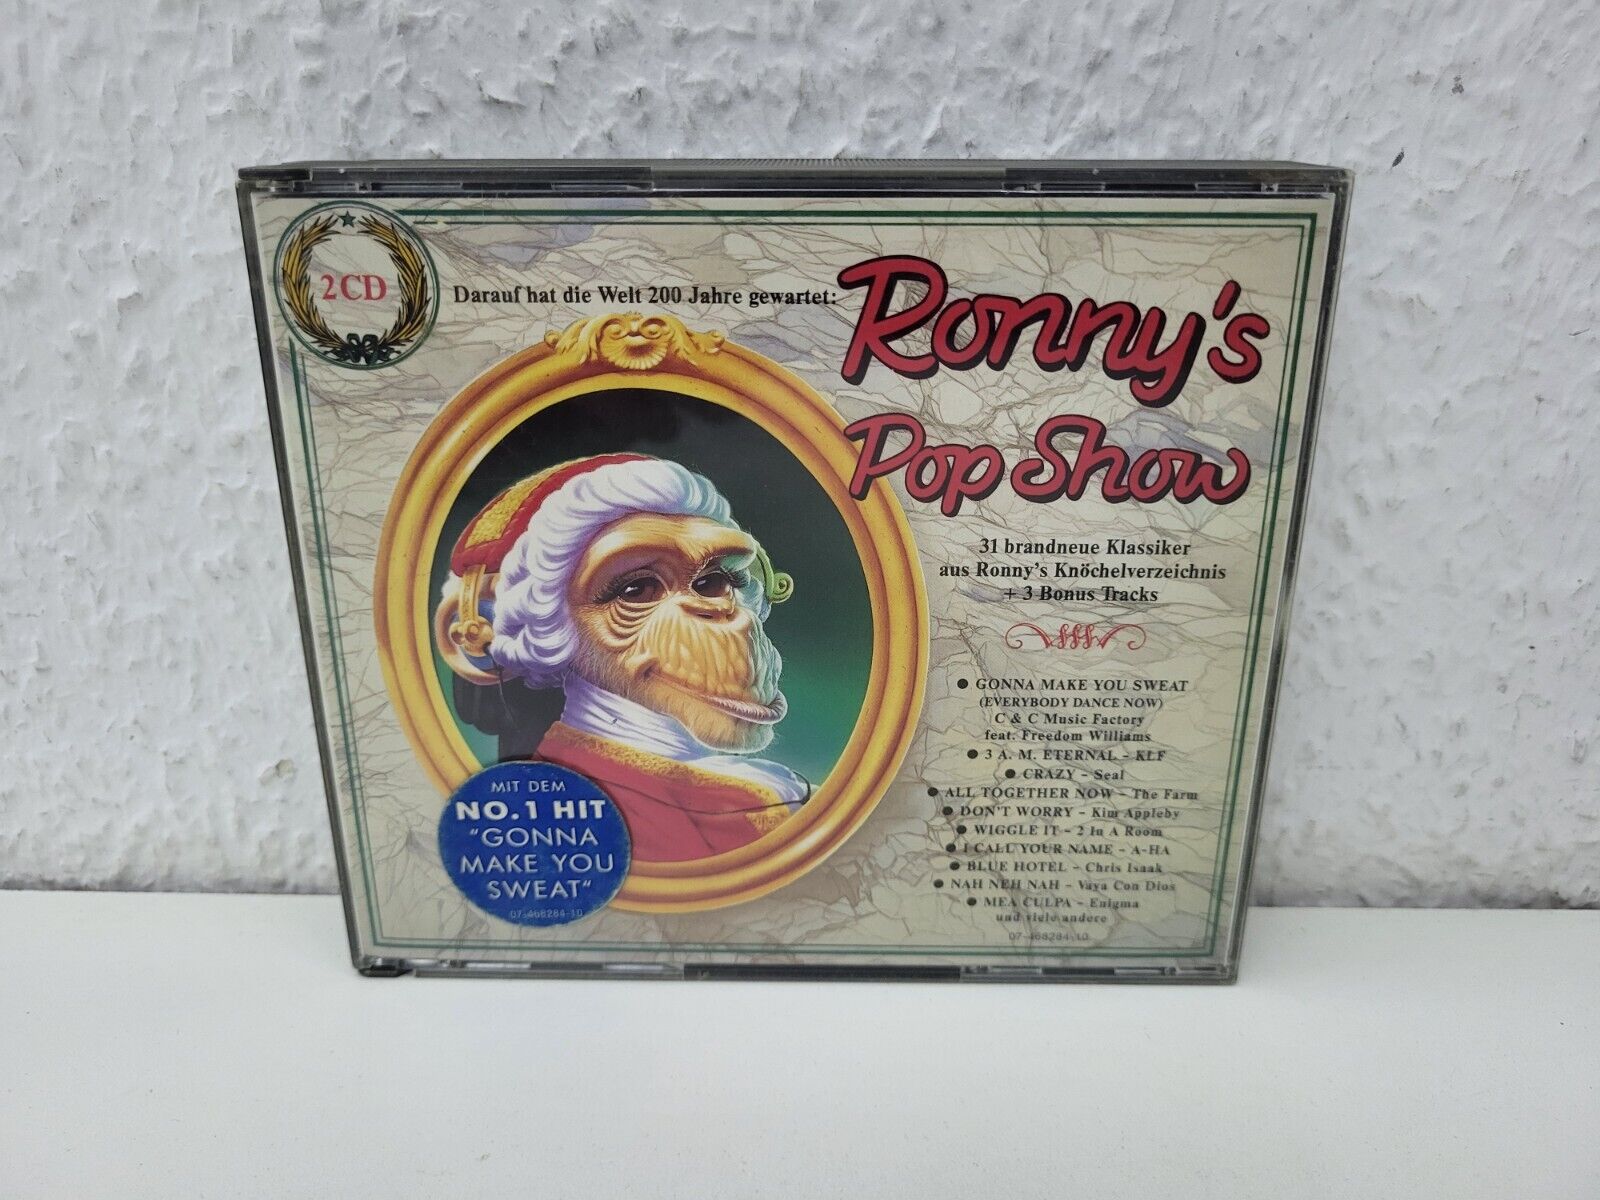 2CD
Darauf hat die Welt 200 Jahre gewartet:
Ronny's
Pop Show
31 brandneue Klassiker
aus Ronny's Knöchelverzeichnis
+ 3 Bonus Tracks
● GONNA MAKE YOU SWEAT
(EVERYBODY DANCE NOW)
C & C Music Factory
feat. Freedom Williams
● 3 A. M. ETERNAL – KLF
● CRAZY – Seal
● ALL TOGETHER NOW – The Farm
● DON'T WORRY – Kim Appleby
● WIGGLE IT – 2 In A Room
● I CALL YOUR NAME – A-HA
● BLUE HOTEL – Chris Isaak
● NAH NEH NAH – Vaya Con Dios
● MEA CULPA – Enigma
und viele andere
07-468284-10
MIT DEM
NO.1 HIT
"GONNA
MAKE YOU
SWEAT"
07-468284-10